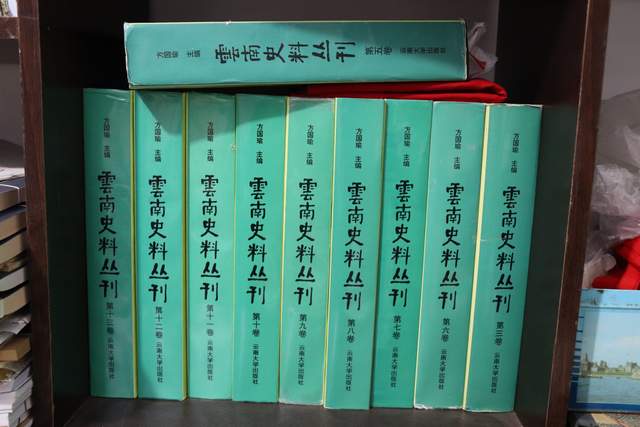 方国瑜 主编 雲南史料丛刊 第五卷 云南大学出版社
方国瑜 主编 雲南史料丛刊 第十三卷 云南大学出版社
方国瑜 主编 雲南史料丛刊 第十二卷 云南大学出版社
方国瑜 主编 雲南史料丛刊 第十一卷 云南大学出版社
方国瑜 主编 雲南史料丛刊 第十卷 云南大学出版社
方国瑜 主编 雲南史料丛刊 第九卷 云南大学出版社
方国瑜 主编 雲南史料丛刊 第八卷 云南大学出版社
方国瑜 主编 雲南史料丛刊 第七卷 云南大学出版社
方国瑜 主编 雲南史料丛刊 第六卷 云南大学出版社
方国瑜 主编 雲南史料丛刊 第三卷 云南大学出版社